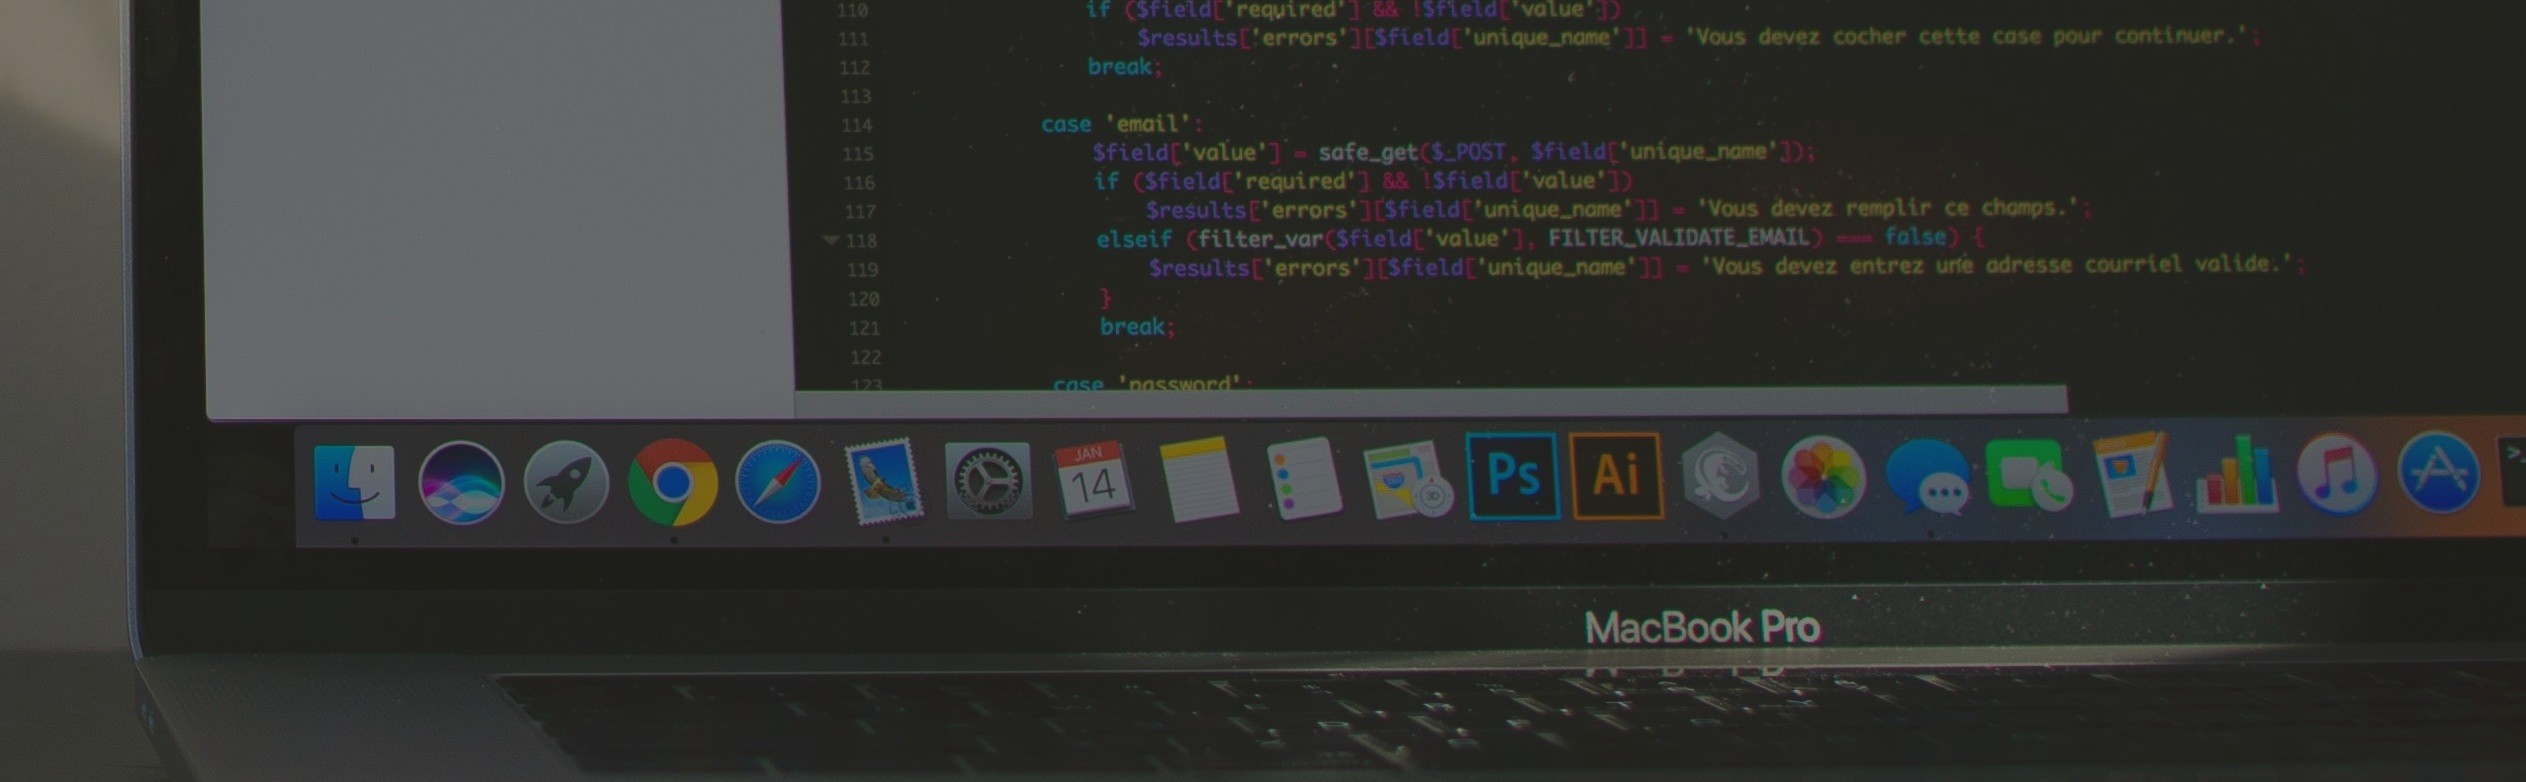 110 if ($field['required'] && !$field['value'])
111 $results['errors'][$field['unique_name']] = 'Vous devez cocher cette case pour continuer.';
112 break;
113
114 case 'email':
115 $field['value'] = safe_get($_POST, $field['unique_name']);
116 if ($field['required'] && !$field['value'])
117 $results['errors'][$field['unique_name']] = 'Vous devez remplir ce champs.';
118 elseif (filter_var($field['value'], FILTER_VALIDATE_EMAIL) === false) {
119 $results['errors'][$field['unique_name']] = 'Vous devez entrez une adresse courriel valide.';
120 }
121 break;
122
123 case 'password':
JAN
14
3D
Ps
Ai
MacBook Pro